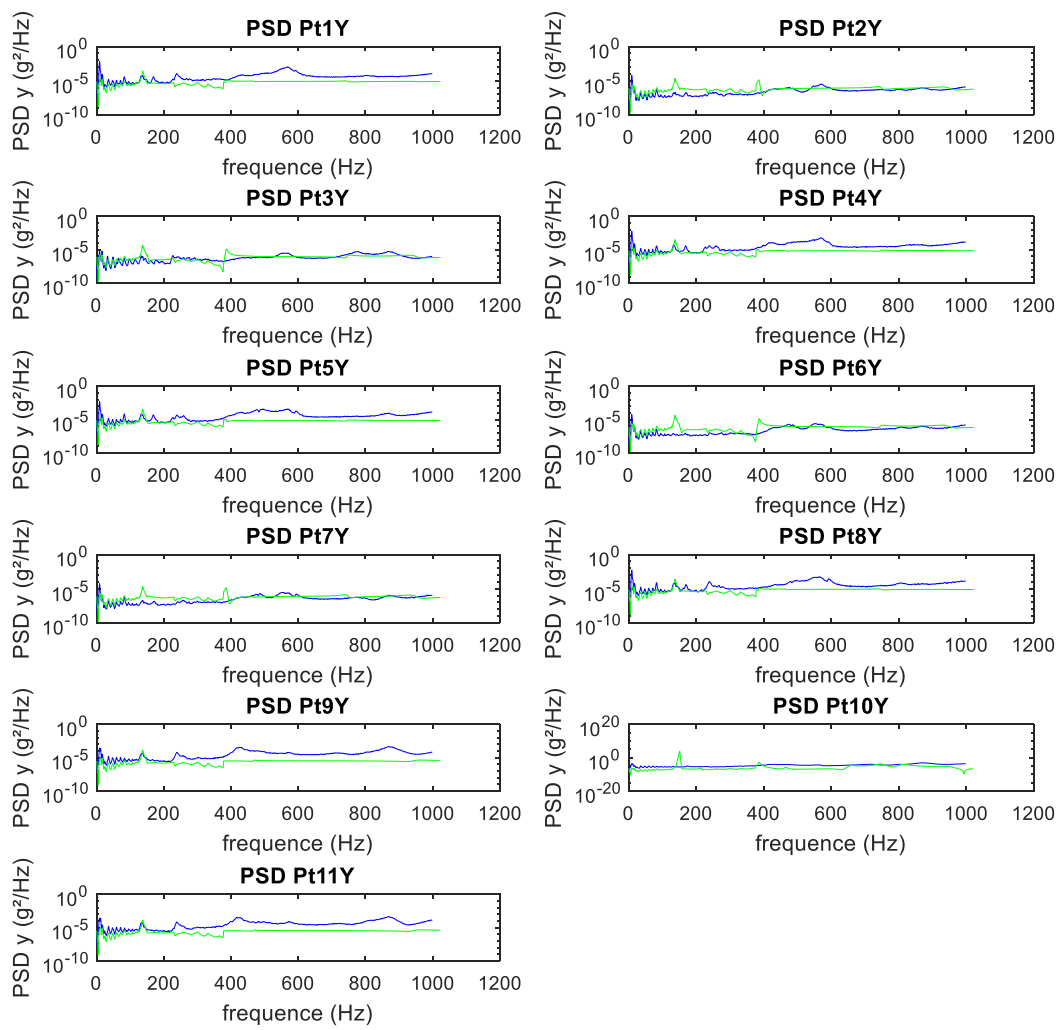 PSD Pt1Y
PSD y (g²/Hz)
10^0
10^-5
10^-10
0 200 400 600 800 1000 1200
frequence (Hz)
PSD Pt2Y
PSD y (g²/Hz)
10^0
10^-5
10^-10
0 200 400 600 800 1000 1200
frequence (Hz)
PSD Pt3Y
PSD y (g²/Hz)
10^0
10^-5
10^-10
0 200 400 600 800 1000 1200
frequence (Hz)
PSD Pt4Y
PSD y (g²/Hz)
10^0
10^-5
10^-10
0 200 400 600 800 1000 1200
frequence (Hz)
PSD Pt5Y
PSD y (g²/Hz)
10^0
10^-5
10^-10
0 200 400 600 800 1000 1200
frequence (Hz)
PSD Pt6Y
PSD y (g²/Hz)
10^0
10^-5
10^-10
0 200 400 600 800 1000 1200
frequence (Hz)
PSD Pt7Y
PSD y (g²/Hz)
10^0
10^-5
10^-10
0 200 400 600 800 1000 1200
frequence (Hz)
PSD Pt8Y
PSD y (g²/Hz)
10^0
10^-5
10^-10
0 200 400 600 800 1000 1200
frequence (Hz)
PSD Pt9Y
PSD y (g²/Hz)
10^0
10^-5
10^-10
0 200 400 600 800 1000 1200
frequence (Hz)
PSD Pt10Y
PSD y (g²/Hz)
10^20
10^0
10^-20
0 200 400 600 800 1000 1200
frequence (Hz)
PSD Pt11Y
PSD y (g²/Hz)
10^0
10^-5
10^-10
0 200 400 600 800 1000 1200
frequence (Hz)